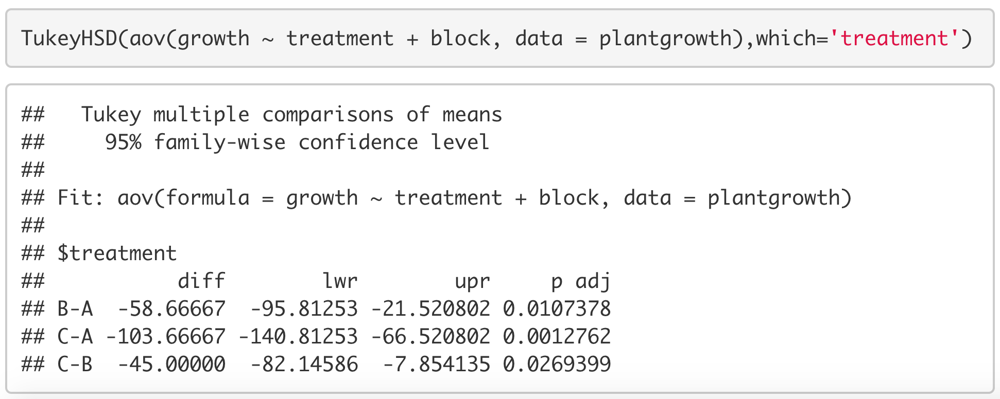 TukeyHSD(aov(growth ~ treatment + block, data = plantgrowth),which='treatment')
##   Tukey multiple comparisons of means
##     95% family-wise confidence level
##
## Fit: aov(formula = growth ~ treatment + block, data = plantgrowth)
##
## $treatment
##           diff        lwr        upr     p adj
## B-A  -58.66667  -95.81253 -21.520802 0.0107378
## C-A -103.66667 -140.81253 -66.520802 0.0012762
## C-B  -45.00000  -82.14586  -7.854135 0.0269399